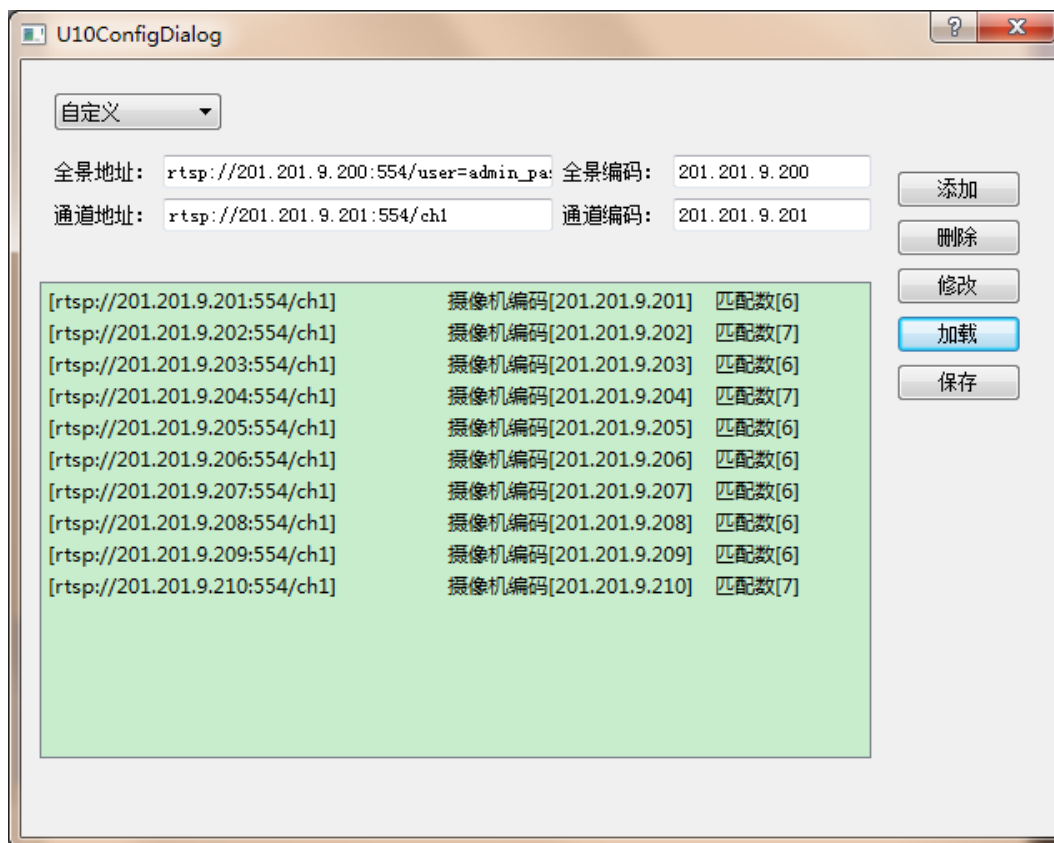 U10ConfigDialog
自定义
全景地址: rtsp://201.201.9.200:554/user=admin_pa 全景编码: 201.201.9.200
通道地址: rtsp://201.201.9.201:554/ch1 通道编码: 201.201.9.201
添加
删除
修改
加载
保存
[rtsp://201.201.9.201:554/ch1] 摄像机编码[201.201.9.201] 匹配数[6]
[rtsp://201.201.9.202:554/ch1] 摄像机编码[201.201.9.202] 匹配数[7]
[rtsp://201.201.9.203:554/ch1] 摄像机编码[201.201.9.203] 匹配数[6]
[rtsp://201.201.9.204:554/ch1] 摄像机编码[201.201.9.204] 匹配数[7]
[rtsp://201.201.9.205:554/ch1] 摄像机编码[201.201.9.205] 匹配数[6]
[rtsp://201.201.9.206:554/ch1] 摄像机编码[201.201.9.206] 匹配数[6]
[rtsp://201.201.9.207:554/ch1] 摄像机编码[201.201.9.207] 匹配数[6]
[rtsp://201.201.9.208:554/ch1] 摄像机编码[201.201.9.208] 匹配数[6]
[rtsp://201.201.9.209:554/ch1] 摄像机编码[201.201.9.209] 匹配数[6]
[rtsp://201.201.9.210:554/ch1] 摄像机编码[201.201.9.210] 匹配数[7]